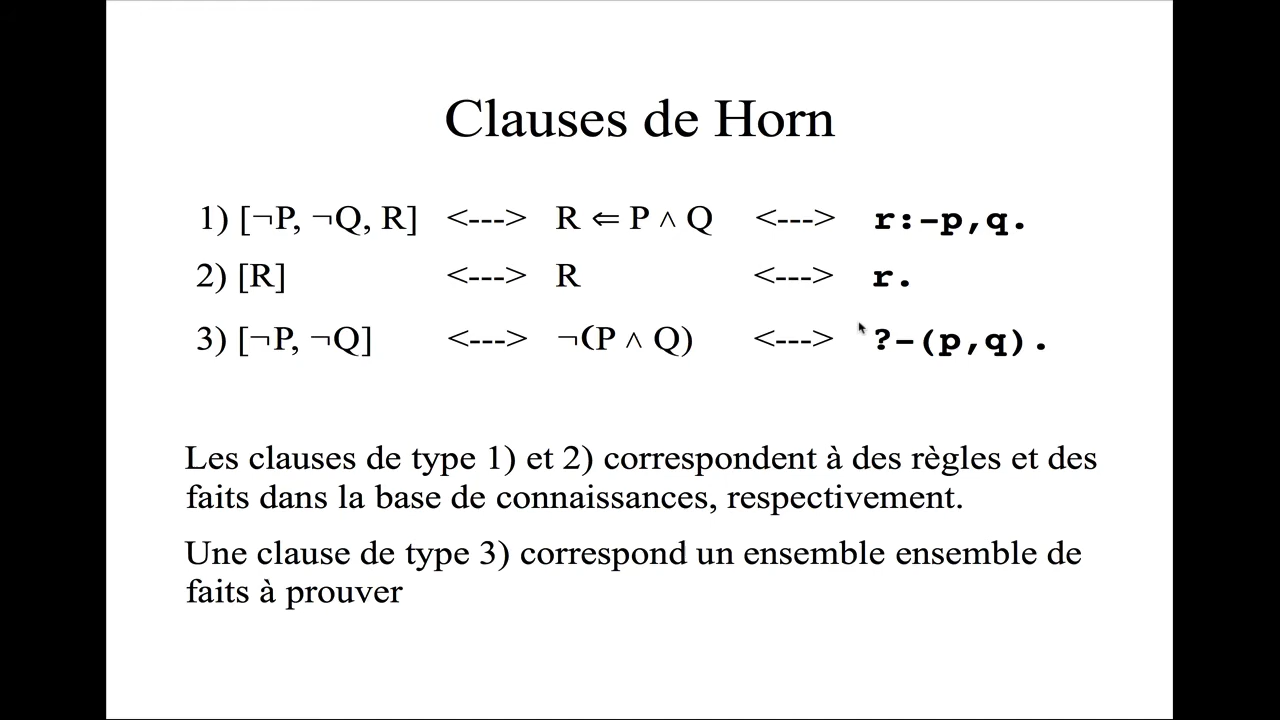 Clauses de Horn
1) [¬P, ¬Q, R] <---> R ⇐ P ∧ Q <---> r:-p,q.
2) [R] <---> R <---> r.
3) [¬P, ¬Q] <---> ¬(P ∧ Q) <---> ?-(p,q).
Les clauses de type 1) et 2) correspondent à des règles et des
faits dans la base de connaissances, respectivement.
Une clause de type 3) correspond un ensemble ensemble de
faits à prouver